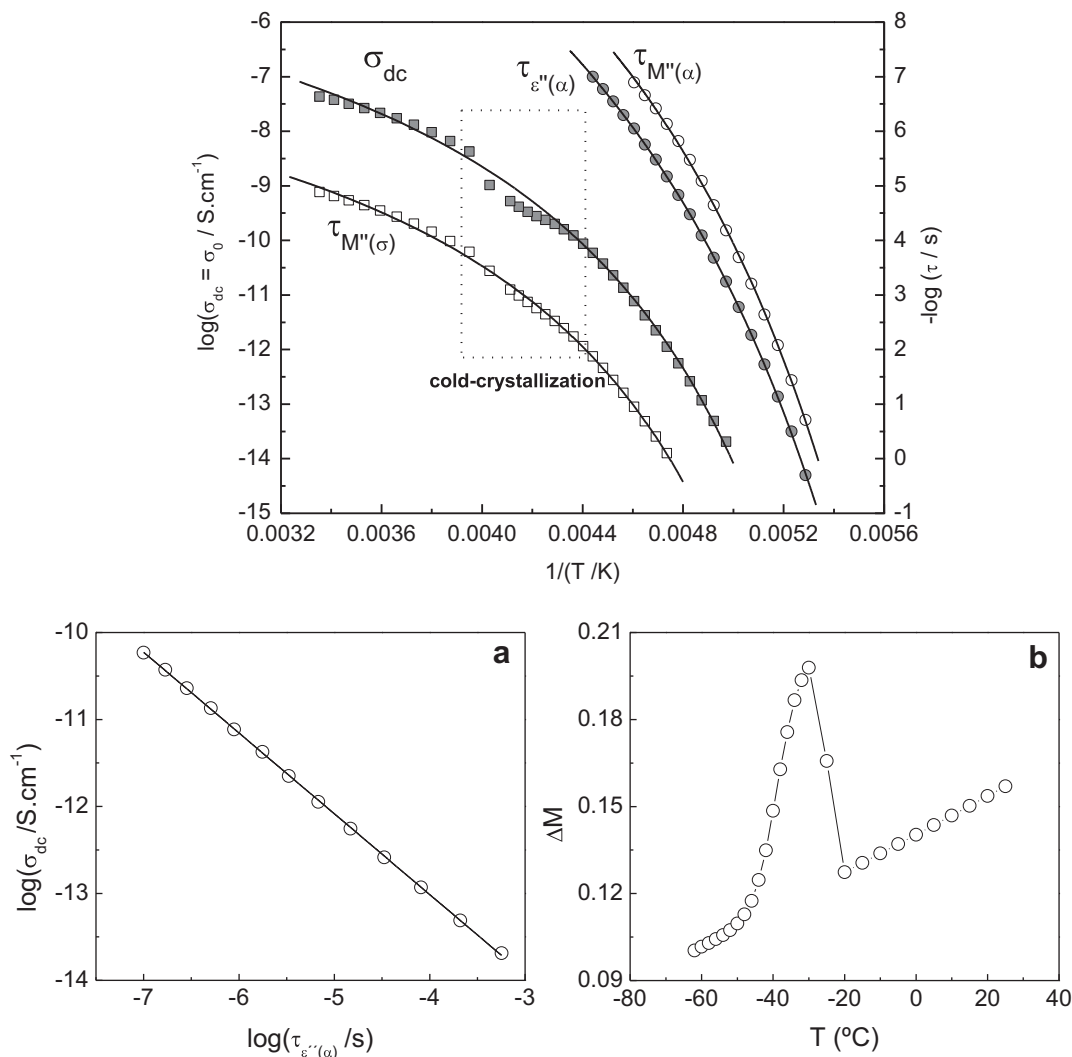 -6 -7 -8 -9 -10 -11 -12 -13 -14 -15
log(σdc = σ0 / S.cm⁻¹)
σdc
τε"(α)
τM"(α)
τM"(σ)
cold-crystallization
8 7 6 5 4 3 2 1 0 -1
-log (τ / s)
0.0032 0.0036 0.0040 0.0044 0.0048 0.0052 0.0056
1/(T /K)
a
-10 -11 -12 -13 -14
log(σdc /S.cm⁻¹)
-7 -6 -5 -4 -3
log(τε´´(α) /s)
b
0.21 0.18 0.15 0.12 0.09
ΔM
-80 -60 -40 -20 0 20 40
T (ºC)